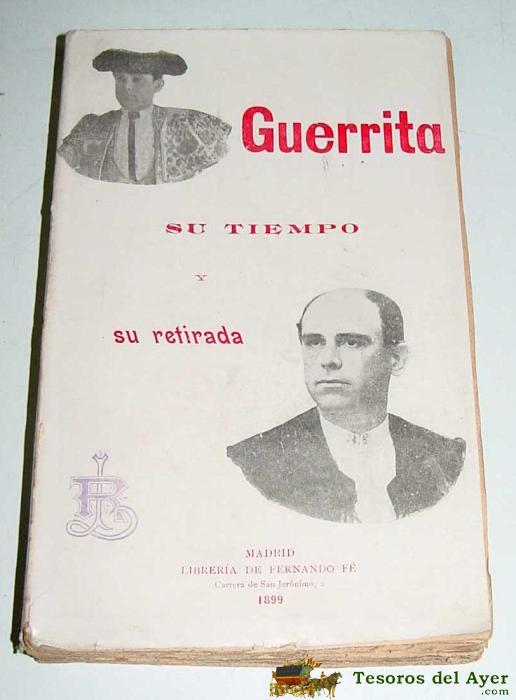 Guerrita
SU TIEMPO
Y
su retirada
MADRID
LIBRERÍA DE FERNANDO FÉ
Carrera de San Jerónimo, 2
1899
Tesoros del Ayer
.com